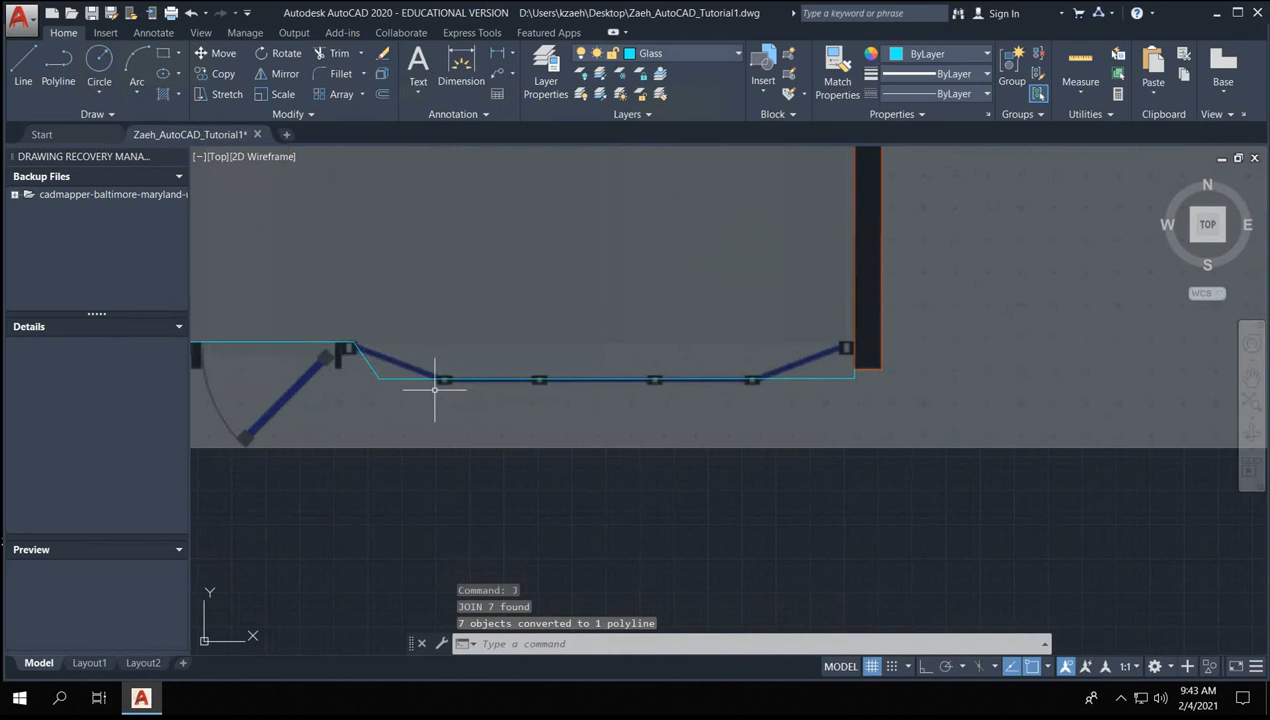 Autodesk AutoCAD 2020 - EDUCATIONAL VERSION D:\Users\kzaeh\Desktop\Zaeh_AutoCAD_Tutorial1.dwg
Type a keyword or phrase
Sign In
Home Insert Annotate View Manage Output Add-ins Collaborate Express Tools Featured Apps
Line
Polyline
Circle
Arc
Move
Rotate
Trim
Copy
Mirror
Fillet
Stretch
Scale
Array
Text
Dimension
Layer
Properties
Glass
Insert
Match
Properties
ByLayer
ByLayer
ByLayer
Group
Measure
Paste
Base
Draw
Modify
Annotation
Layers
Block
Properties
Groups
Utilities
Clipboard
View
Start
Zaeh_AutoCAD_Tutorial1*
DRAWING RECOVERY MANA...
Backup Files
cadmapper-baltimore-maryland-u
Details
Preview
[−][Top][2D Wireframe]
N
W
TOP
E
S
WCS
Y
X
Command: J
JOIN 7 found
7 objects converted to 1 polyline
Type a command
Model Layout1 Layout2
MODEL
1:1
9:43 AM
2/4/2021